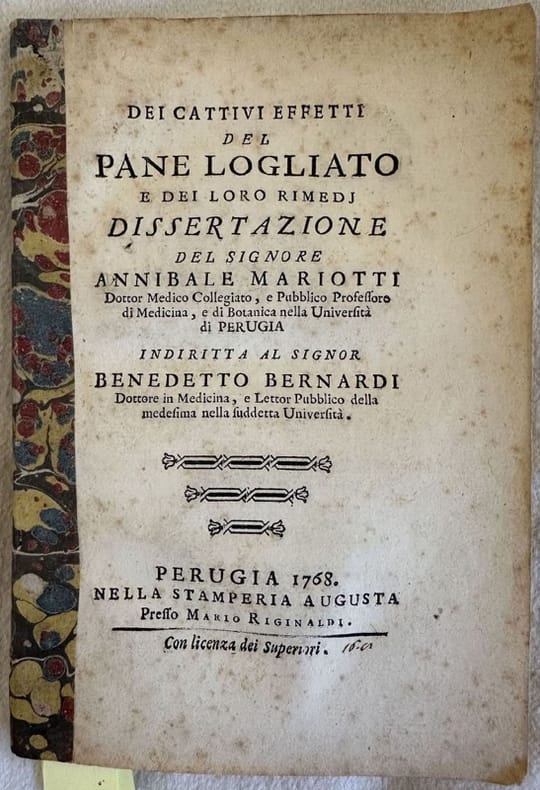 DEI CATTIVI EFFETTI
DEL
PANE LOGLIATO
E DEI LORO RIMEDJ
DISSERTAZIONE
DEL SIGNORE
ANNIBALE MARIOTTI
Dottor Medico Collegiato, e Pubblico Profeſſore
di Medicina, e di Botanica nella Università
di PERUGIA
INDIRITTA AL SIGNOR
BENEDETTO BERNARDI
Dottore in Medicina, e Lettor Pubblico della
medesima nella ſuddetta Università.
PERUGIA 1768.
NELLA STAMPERIA AUGUSTA
Preſſo MARIO RIGINALDI.
Con licenza dei Superiori.